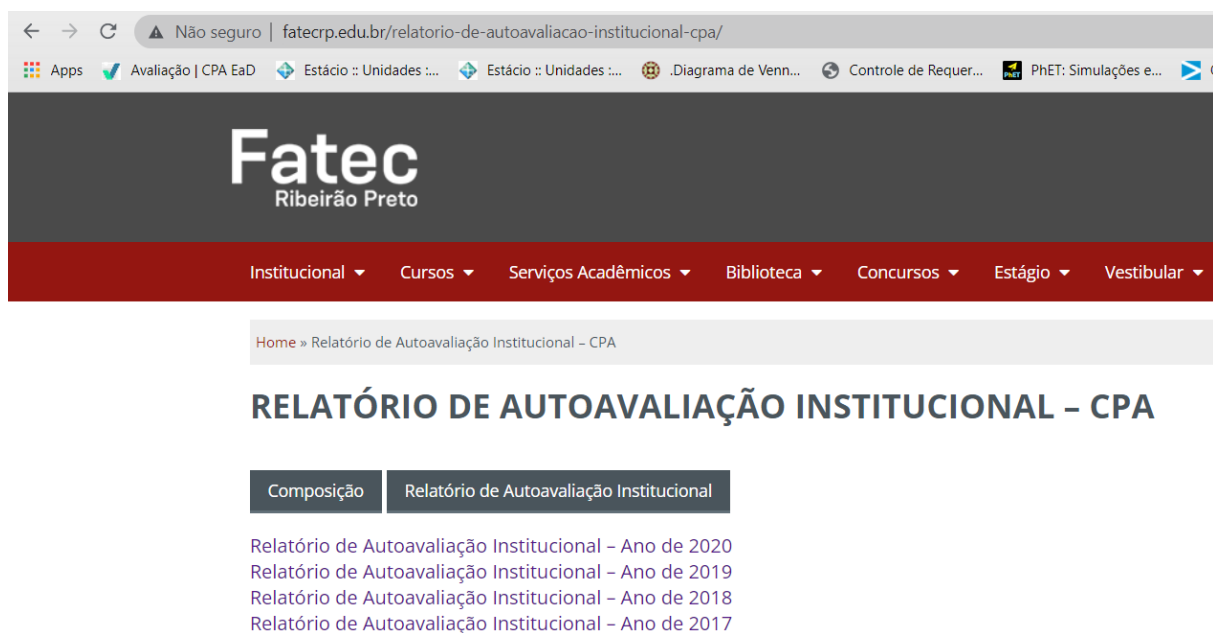 Não seguro | fatecrp.edu.br/relatorio-de-autoavaliacao-institucional-cpa/
Apps Avaliação | CPA EaD Estácio :: Unidades :... Estácio :: Unidades :... .Diagrama de Venn... Controle de Requer... PhET: Simulações e...
Fatec
Ribeirão Preto
Institucional Cursos Serviços Acadêmicos Biblioteca Concursos Estágio Vestibular
Home » Relatório de Autoavaliação Institucional – CPA
RELATÓRIO DE AUTOAVALIAÇÃO INSTITUCIONAL – CPA
Composição Relatório de Autoavaliação Institucional
Relatório de Autoavaliação Institucional – Ano de 2020
Relatório de Autoavaliação Institucional – Ano de 2019
Relatório de Autoavaliação Institucional – Ano de 2018
Relatório de Autoavaliação Institucional – Ano de 2017